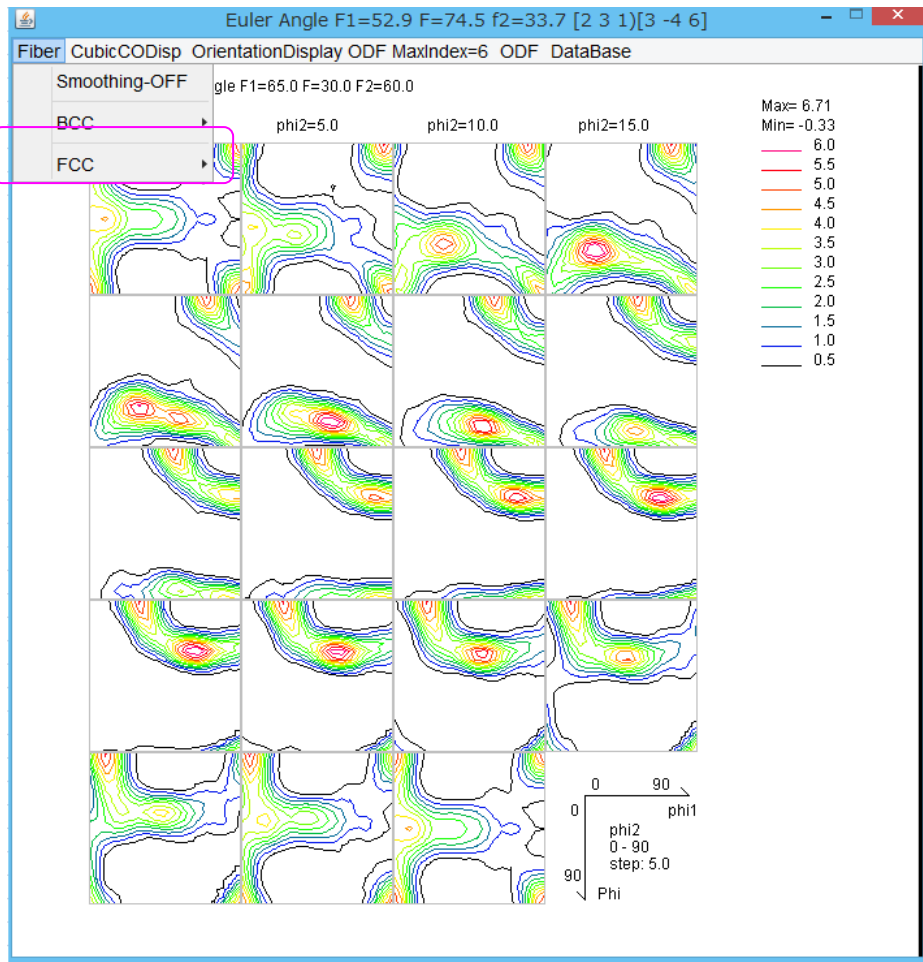 Euler Angle F1=52.9 F=74.5 f2=33.7 [2 3 1)[3 -4 6]
Fiber CubicCODisp OrientationDisplay ODF MaxIndex=6 ODF DataBase
Smoothing-OFF
BCC
FCC
gle F1=65.0 F=30.0 F2=60.0
phi2=5.0 phi2=10.0 phi2=15.0
Max= 6.71
Min= -0.33
6.0
5.5
5.0
4.5
4.0
3.5
3.0
2.5
2.0
1.5
1.0
0.5
0 90
0 phi1
phi2
0 - 90
step: 5.0
90
Phi